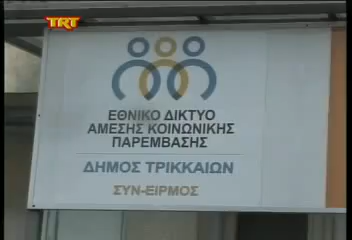 TRT
ΕΘΝΙΚΟ ΔΙΚΤΥΟ
ΑΜΕΣΗΣ ΚΟΙΝΩΝΙΚΗΣ
ΠΑΡΕΜΒΑΣΗΣ
ΔΗΜΟΣ ΤΡΙΚΚΑΙΩΝ
ΣΥΝ-ΕΙΡΜΟΣ